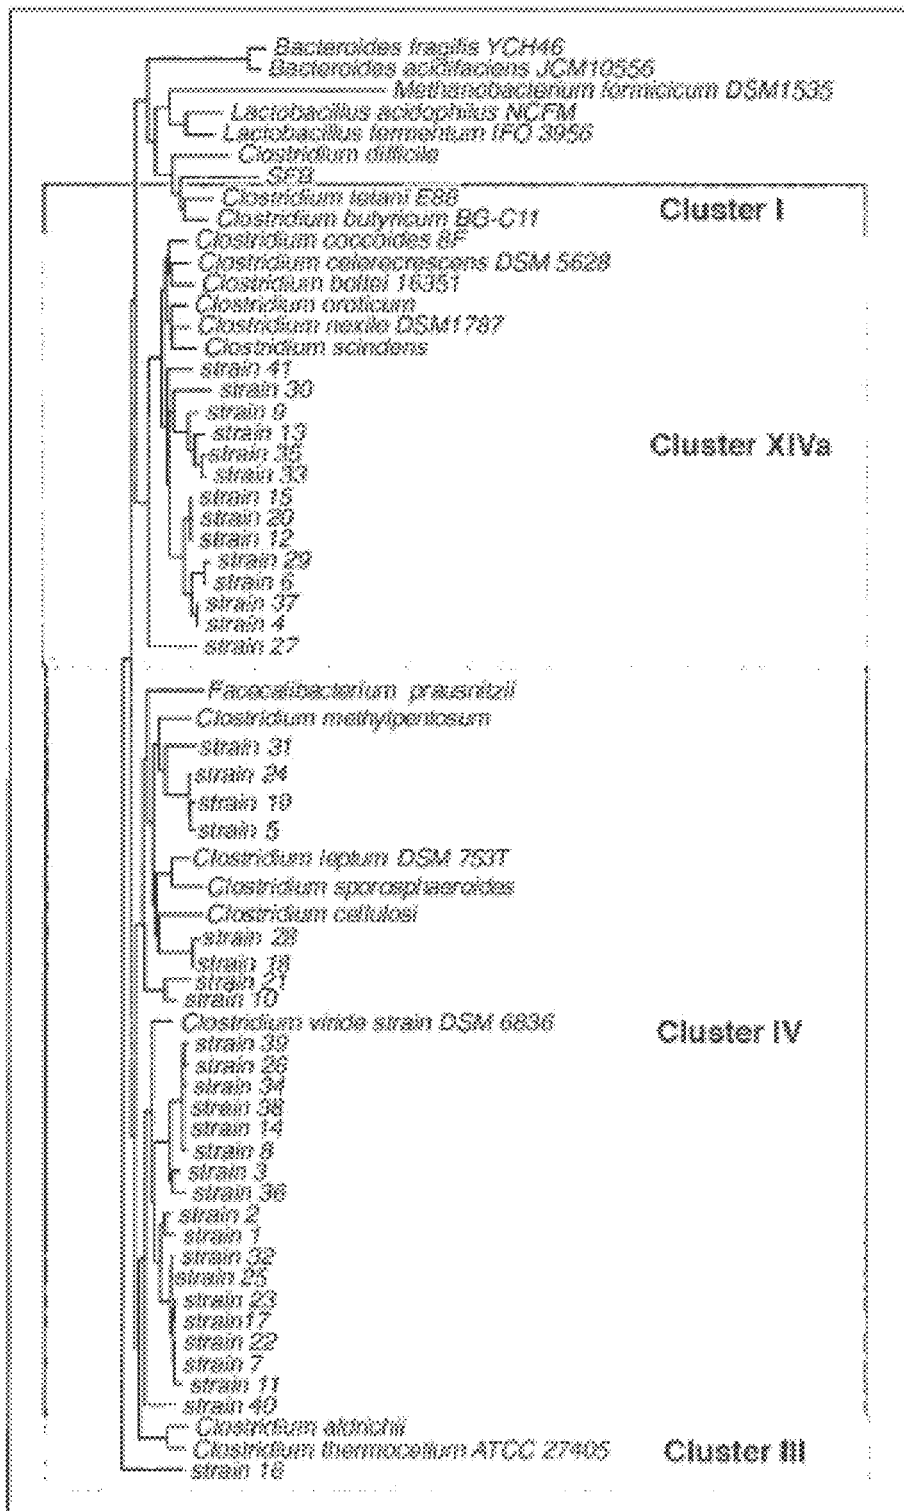 Bacteroides fragilis YCH46
Bacteroides acidifaciens JCM10556
Methanobacterium formicicum DSM1535
Lactobacillus acidophilus NCFM
Lactobacillus fermentum IFO 3956
Clostridium difficile
SFB
Clostridium tetani E88
Cluster I
Clostridium butyricum BG-C11
Clostridium coccoides 8F
Clostridium celerecrescens DSM 5628
Clostridium boltei 16351
Clostridium oroticum
Clostridium nexile DSM1787
Clostridium scindens
strain 41
strain 30
strain 9
strain 13
Cluster XIVa
strain 35
strain 33
strain 15
strain 20
strain 12
strain 29
strain 6
strain 37
strain 4
strain 27
Faecalibacterium prausnitzii
Clostridium methylpentosum
strain 31
strain 24
strain 19
strain 5
Clostridium leptum DSM 753T
Clostridium sporosphaeroides
Clostridium cellulosi
strain 28
strain 18
strain 21
strain 10
Clostridium viride strain DSM 6836
Cluster IV
strain 39
strain 26
strain 34
strain 38
strain 14
strain 8
strain 3
strain 36
strain 2
strain 1
strain 32
strain 25
strain 23
strain17
strain 22
strain 7
strain 11
strain 40
Clostridium aldrichii
Clostridium thermocellum ATCC 27405
Cluster III
strain 16